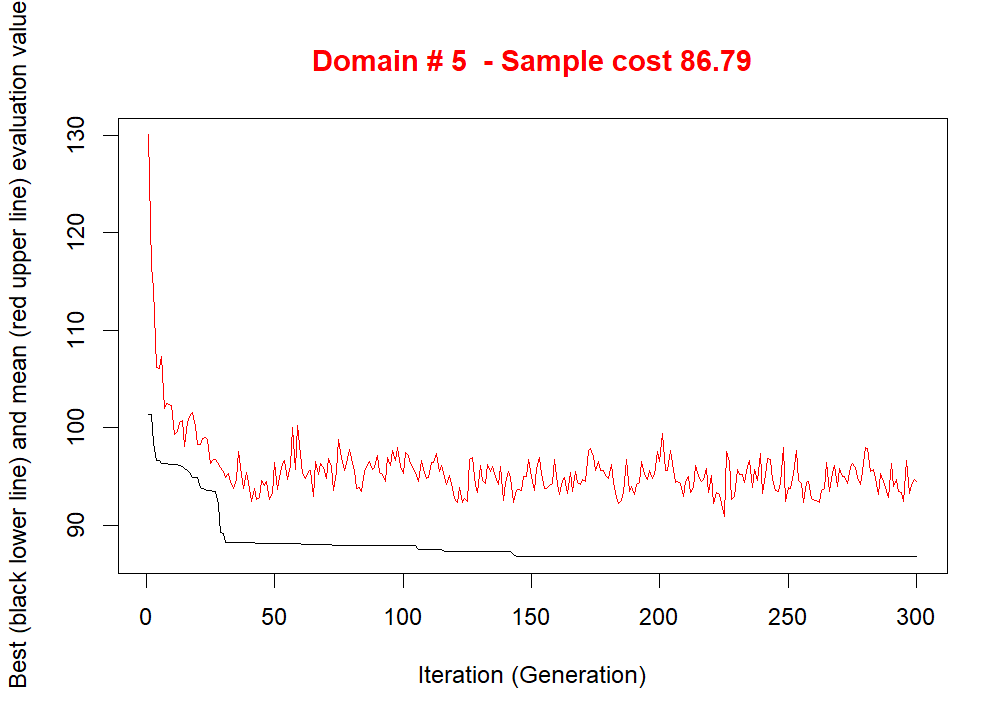 Domain # 5  - Sample cost 86.79
Best (black lower line) and mean (red upper line) evaluation value
130
120
110
100
90
0 50 100 150 200 250 300
Iteration (Generation)